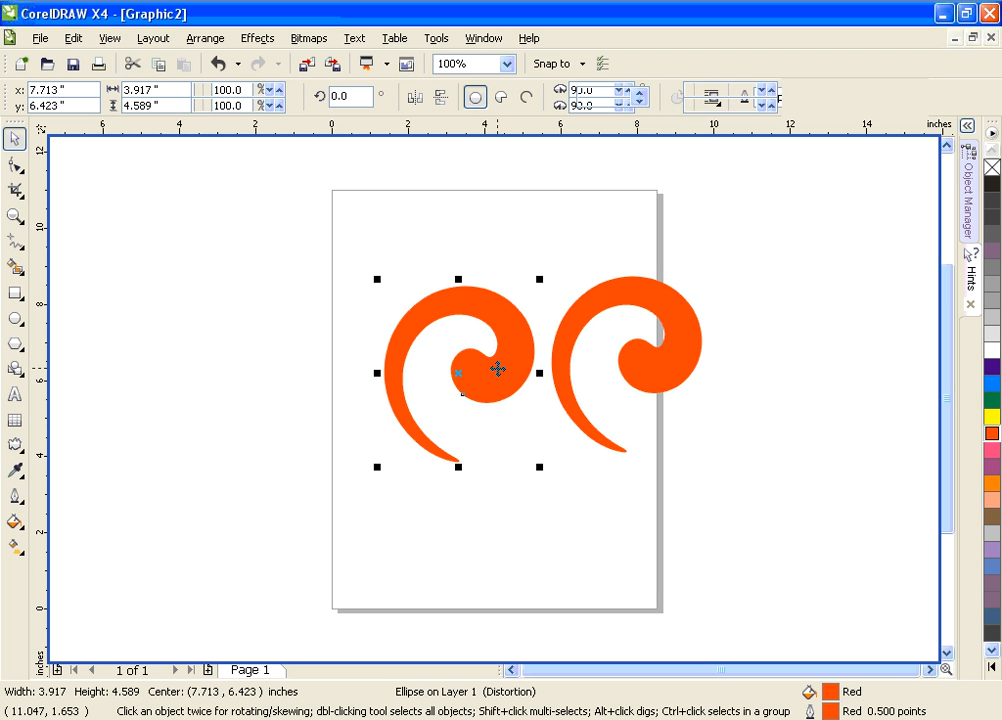 CorelDRAW X4 - [Graphic2]
File Edit View Layout Arrange Effects Bitmaps Text Table Tools Window Help
100% Snap to
x: 7.713 " 3.917 " 100.0 %
y: 6.423 " 4.589 " 100.0 %
0.0 °
90.0
90.0
6 4 2 0 2 4 6 8 10 12 14 inches
12
10
8
6
4
2
0
inches
Object Manager
Hints
1 of 1 Page 1
Width: 3.917 Height: 4.589 Center: (7.713 , 6.423 ) inches Ellipse on Layer 1 (Distortion) Red
( 11.047, 1.653 ) Click an object twice for rotating/skewing; dbl-clicking tool selects all objects; Shift+click multi-selects; Alt+click digs; Ctrl+click selects in a group Red 0.500 points